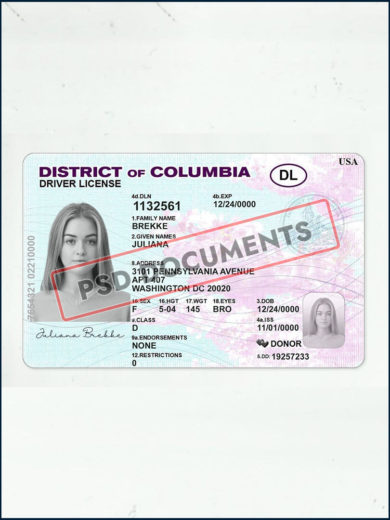 USA
DISTRICT OF COLUMBIA
DL
DRIVER LICENSE
4d.DLN 4b.EXP
1132561 12/24/0000
1.FAMILY NAME
BREKKE
2.GIVEN NAMES
JULIANA
8.ADDRESS
3101 PENNSYLVANIA AVENUE
APT 407
WASHINGTON DC 20020
15.SEX 16.HGT 17.WGT 18.EYES 3.DOB
F 5-04 145 BRO 12/24/0000
9.CLASS 4a.ISS
D 11/01/0000
9a.ENDORSEMENTS
NONE
DONOR
12.RESTRICTIONS 5.DD: 19257233
0
Juliana Brekke
7654321 02210000
PSD DOCUMENTS